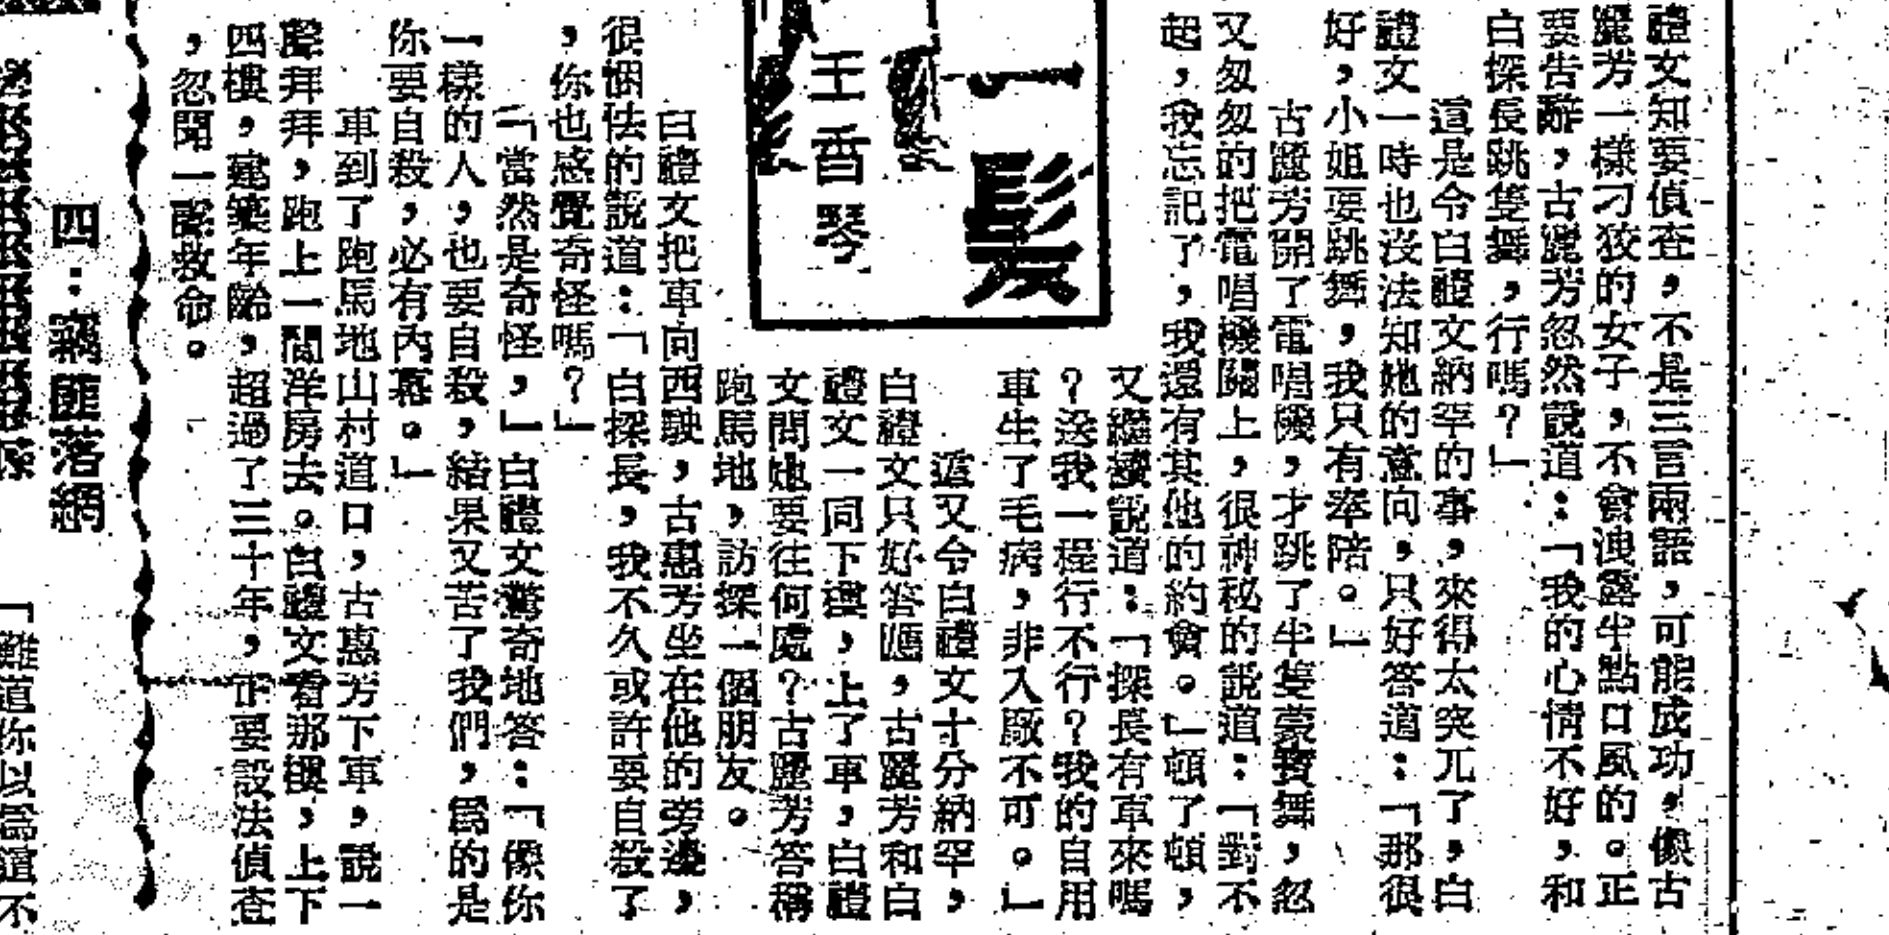 禮文知要偵查，不是三言兩語，可能成功，像古
麗芳一樣刁狡的女子，不會洩露半點口風的。正
要告辭，古麗芳忽然說道：「我的心情不好，和
白探長跳隻舞，行嗎？」
這是令白禮文納罕的事，來得太突兀了，白
禮文一時也沒法知她的意向，只好答道：「那很
好，小姐要跳舞，我只有奉陪。」
古麗芳開了電唱機，才跳了半隻蒙寶舞，忽
又匆匆的把電唱機關上，很神秘的說道：「對不
起，我忘記了，我還有其他的約會。」頓了頓，
又繼續說道：「探長有車來嗎
？送我一程行不行？我的自用
車生了毛病，非入廠不可。」
這又令白禮文十分納罕，
白禮文只好答應，古麗芳和白
禮文一同下樓，上了車，白禮
文問她要往何處？古麗芳答稱
跑馬地，訪探一個朋友。
一髮
王香琴
白禮文把車向西駛，古惠芳坐在他的旁邊，
很悃怯的說道：「白探長，我不久或許要自殺了
，你也感覺奇怪嗎？」
「當然是奇怪，」白禮文驚奇地答：「像你
一樣的人，也要自殺，結果又苦了我們，為的是
你要自殺，必有內幕。」
車到了跑馬地山村道口，古惠芳下車，說一
聲拜拜，跑上一間洋房去。白禮文看那樓，上下
四樓，建築年齡，超過了三十年，正要設法偵查
，忽聞一聲救命。
四：竊匪落網
「難道你以為這不